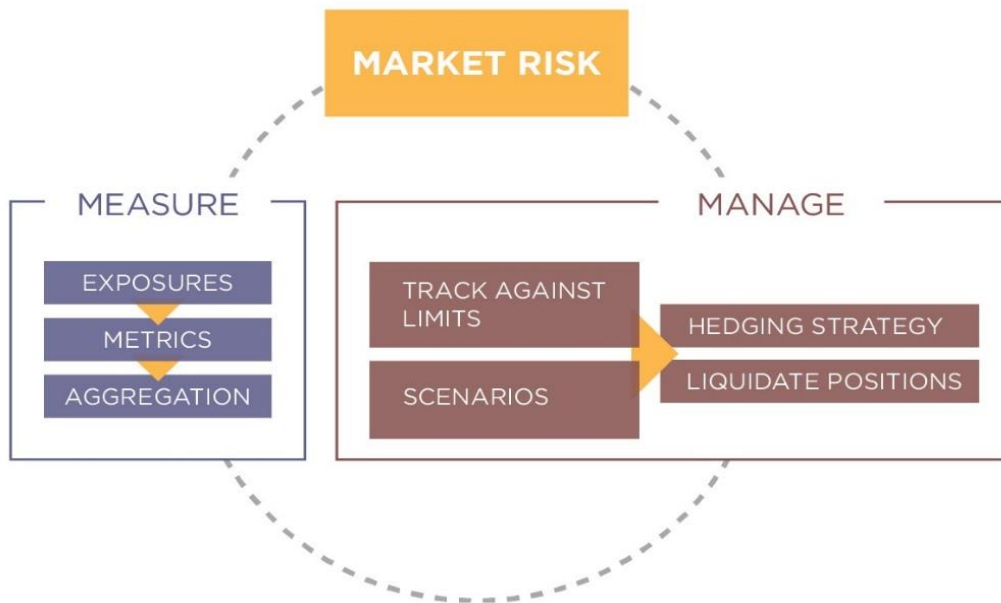 MARKET RISK
MEASURE
EXPOSURES
METRICS
AGGREGATION
MANAGE
TRACK AGAINST
LIMITS
SCENARIOS
HEDGING STRATEGY
LIQUIDATE POSITIONS